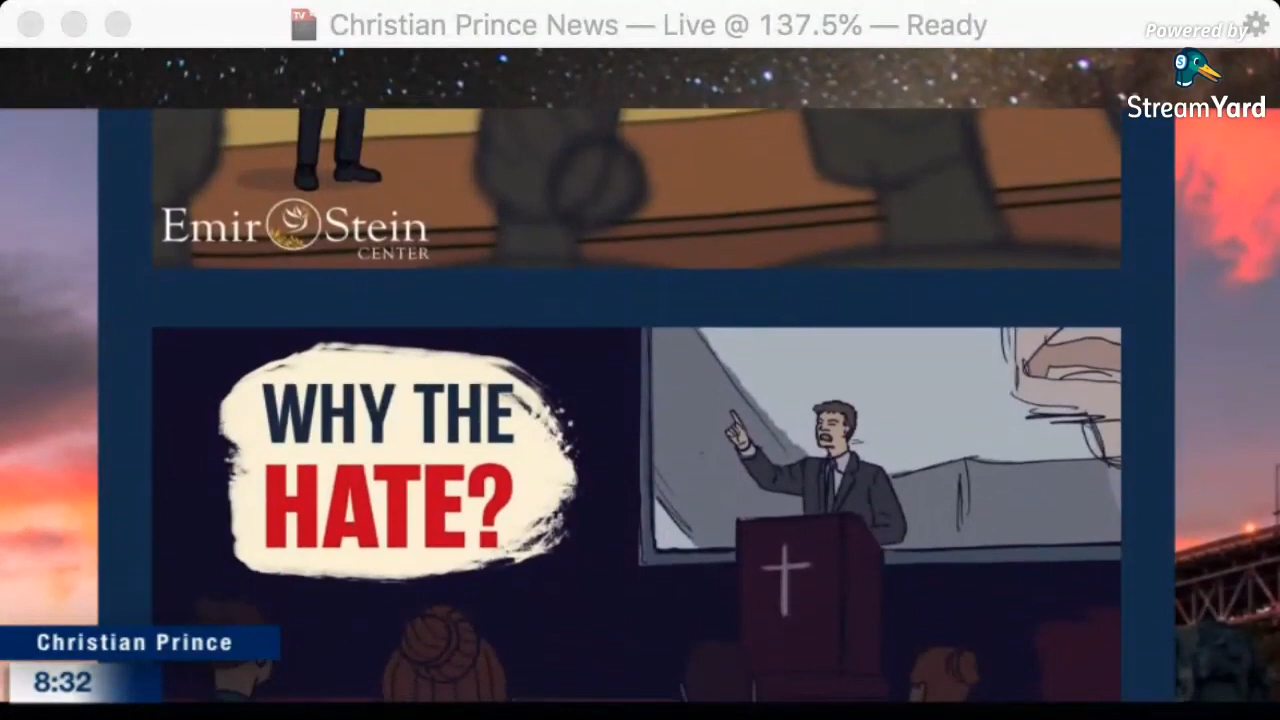 TV
Christian Prince News — Live @ 137.5% — Ready
Powered by
S
StreamYard
Emir Stein
CENTER
WHY THE
HATE?
Christian Prince
8:32